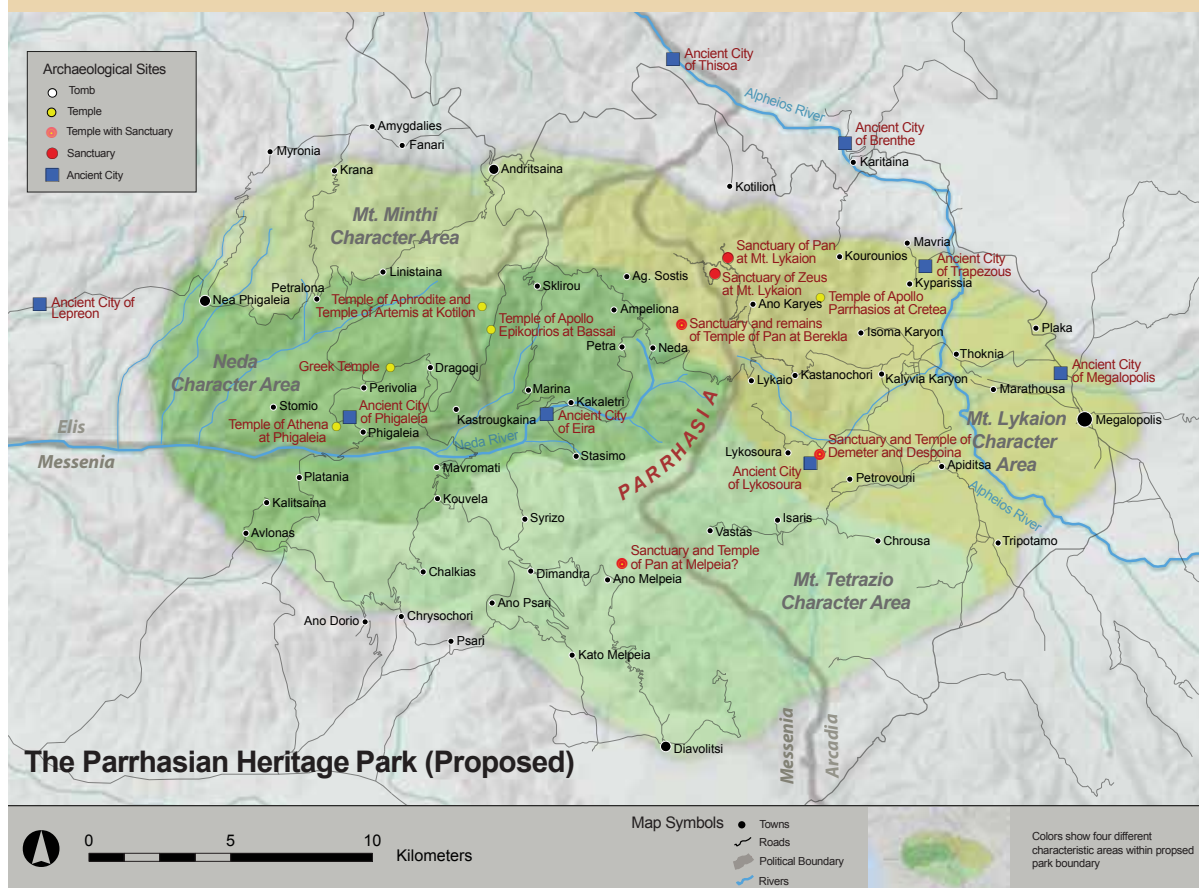 Archaeological Sites
Tomb
Temple
Temple with Sanctuary
Sanctuary
Ancient City
Ancient City
of Thisoa
Alpheios River
Ancient City
of Brenthe
Karitaina
Amygdalies
Fanari
Myronia
Krana
Andritsaina
Kotilion
Mt. Minthi
Character Area
Mavria
Sanctuary of Pan
at Mt. Lykaion
Kourounios
Ancient City
of Trapezous
Linistaina
Ag. Sostis
Sanctuary of Zeus
at Mt. Lykaion
Kyparissia
Sklirou
Petralona
Nea Phigaleia
Ancient City of
Lepreon
Temple of Aphrodite and
Temple of Artemis at Kotilon
Ampeliona
Ano Karyes
Temple of Apollo
Parrhasios at Cretea
Temple of Apollo
Epikourios at Bassai
Sanctuary and remains
of Temple of Pan at Berekla
Isoma Karyon
Plaka
Petra
Neda
Thoknia
Neda
Character Area
Greek Temple
Dragogi
Lykaio
Kastanochori
Kalyvia Karyon
Ancient City
of Megalopolis
Perivolia
Marina
Marathousa
Stomio
Kakaletri
Ancient City
of Phigaleia
Kastrougkaina
Ancient City
of Eira
PARRHASIA
Mt. Lykaion
Character
Area
Megalopolis
Temple of Athena
at Phigaleia
Phigaleia
Elis
Messenia
Neda River
Stasimo
Lykosoura
Sanctuary and Temple of
Demeter and Despoina
Ancient City
of Lykosoura
Apiditsa
Mavromati
Platania
Petrovouni
Alpheios River
Kouvela
Kalitsaina
Syrizo
Isaris
Avlonas
Vastas
Chrousa
Tripotamo
Sanctuary and Temple
of Pan at Melpeia?
Chalkias
Dimandra
Ano Melpeia
Mt. Tetrazio
Character Area
Ano Psari
Ano Dorio
Chrysochori
Psari
Kato Melpeia
Messenia
Arcadia
Diavolitsi
The Parrhasian Heritage Park (Proposed)
0 5 10
Kilometers
Map Symbols
Towns
Roads
Political Boundary
Rivers
Colors show four different
characteristic areas within propsed
park boundary